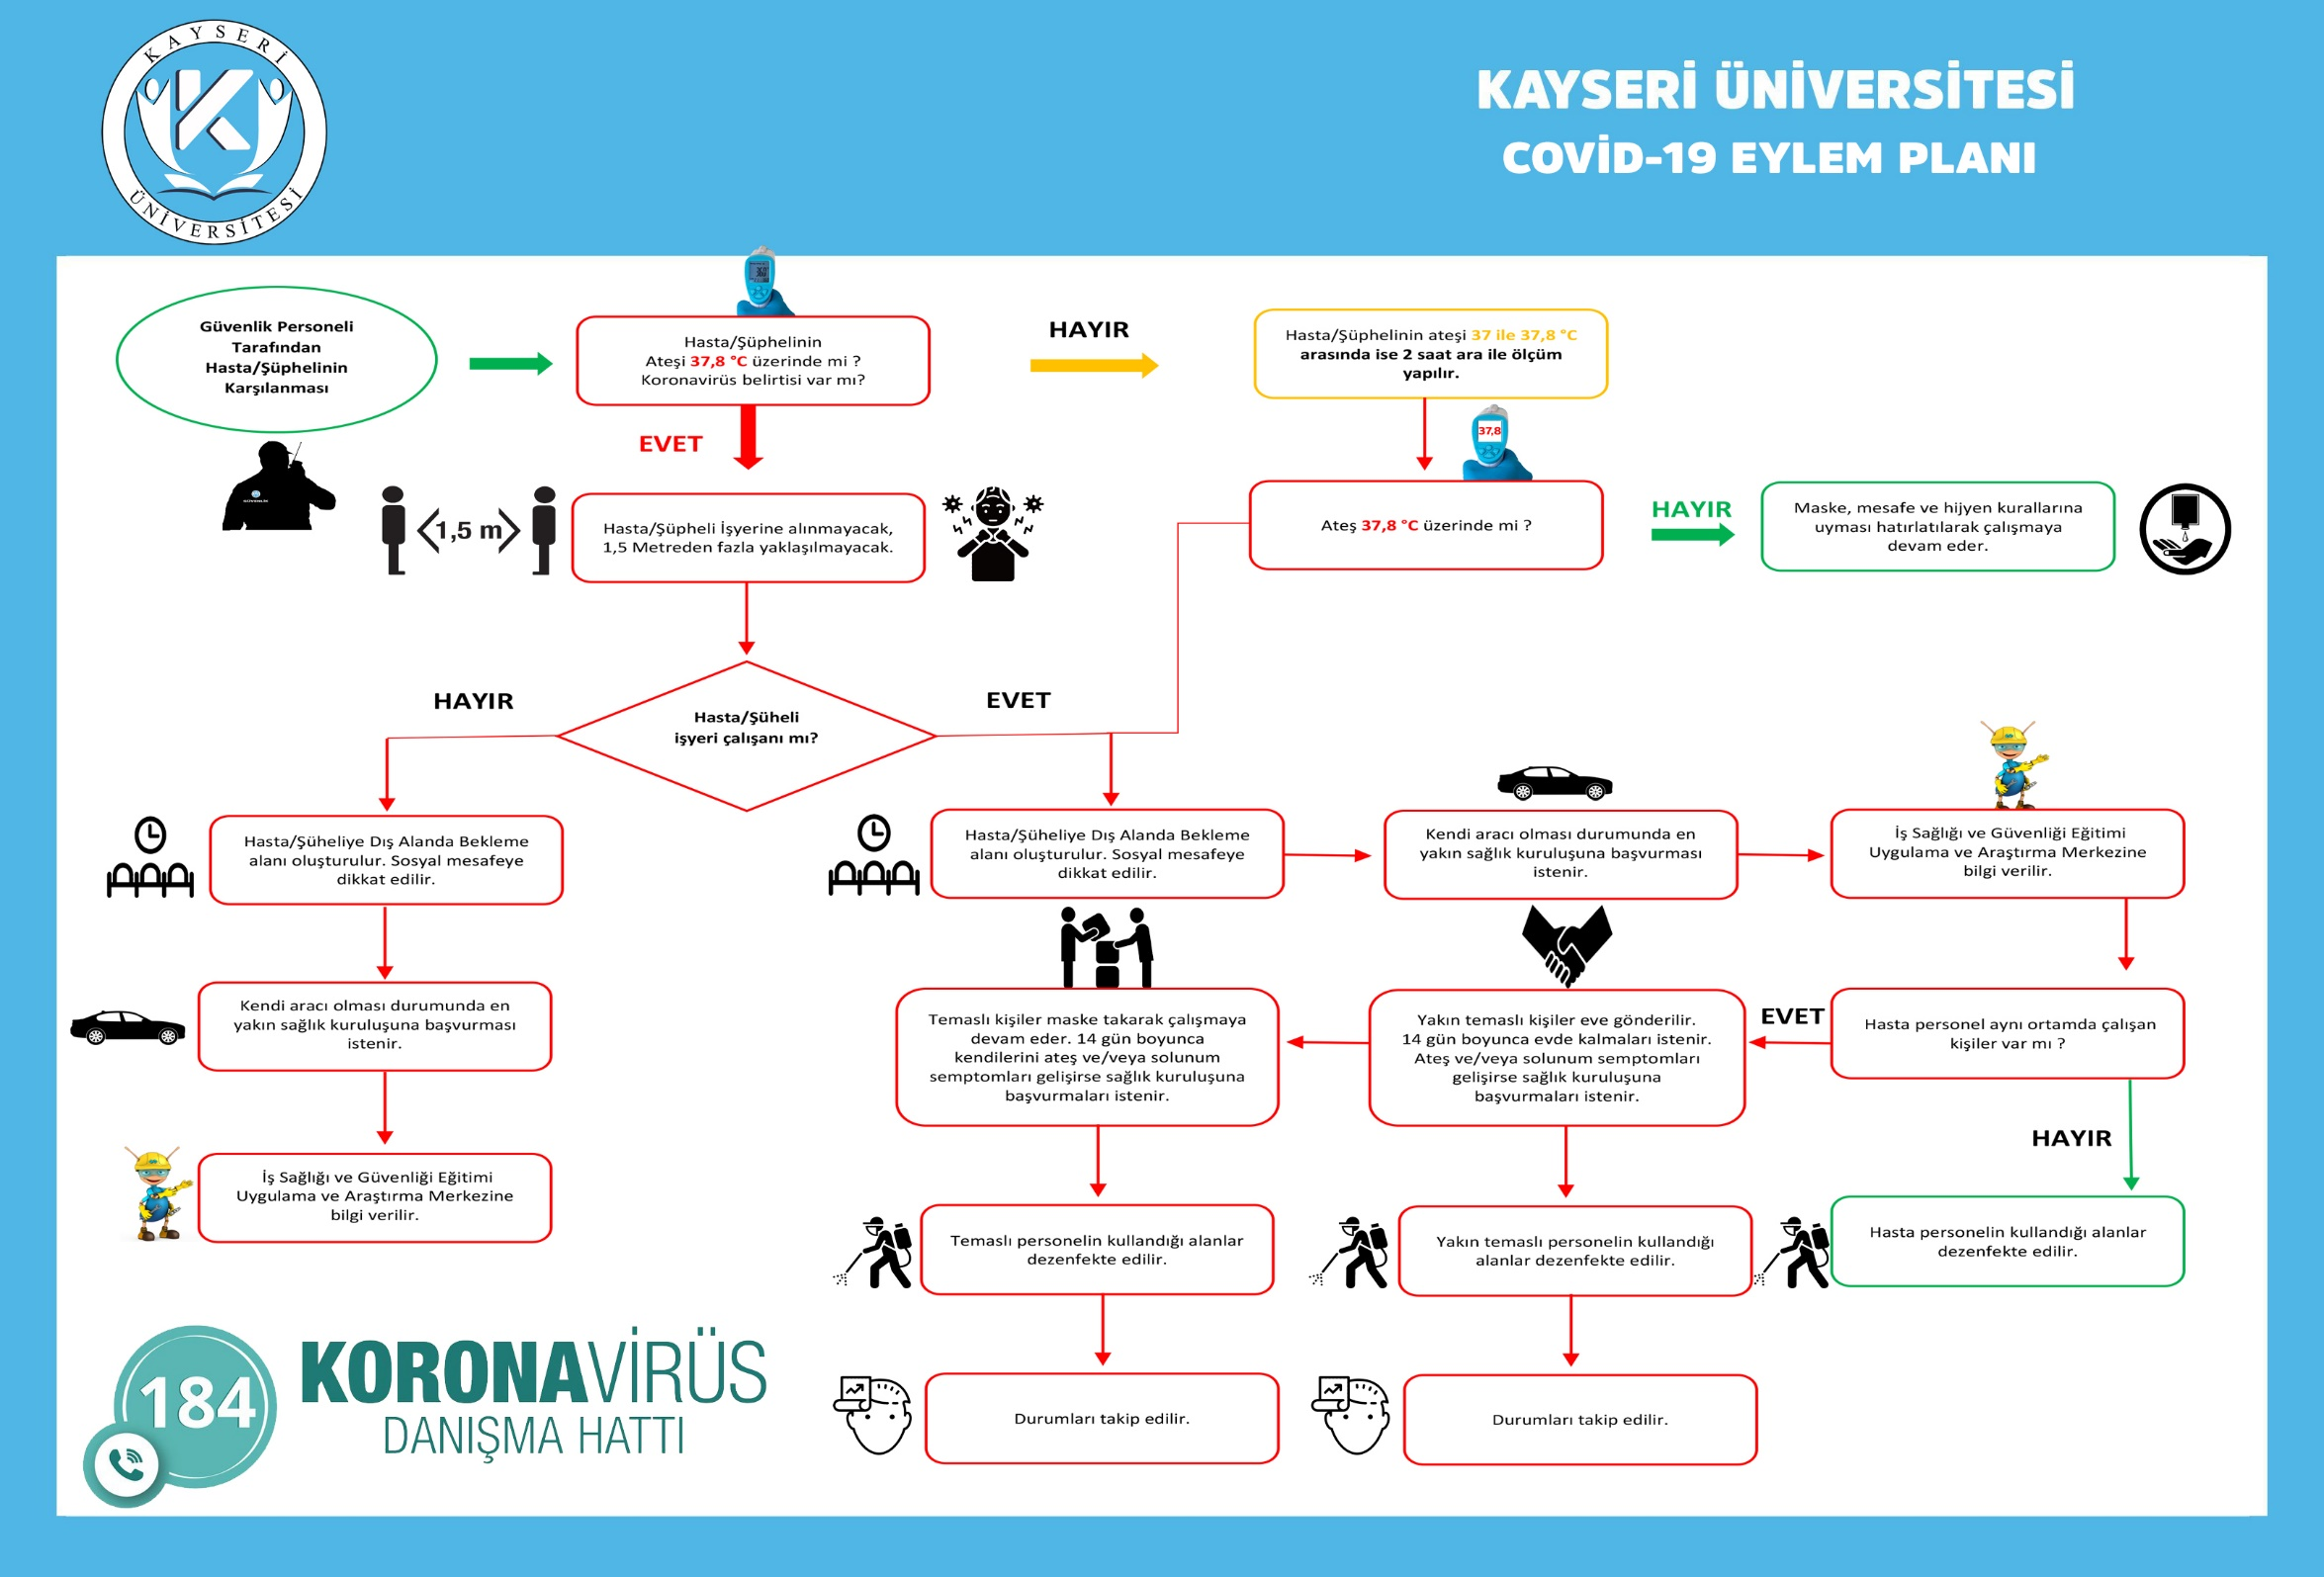 KAYSERİ
ÜNİVERSİTESİ
KAYSERİ ÜNİVERSİTESİ
COVİD-19 EYLEM PLANI
Güvenlik Personeli
Tarafından
Hasta/Şüphelinin
Karşılanması
GÜVENLİK
Hasta/Şüphelinin
Ateşi 37,8 °C üzerinde mi ?
Koronavirüs belirtisi var mı?
HAYIR
Hasta/Şüphelinin ateşi 37 ile 37,8 °C
arasında ise 2 saat ara ile ölçüm
yapılır.
EVET
37,8
1,5 m
Hasta/Şüpheli İşyerine alınmayacak,
1,5 Metreden fazla yaklaşılmayacak.
Ateş 37,8 °C üzerinde mi ?
HAYIR
Maske, mesafe ve hijyen kurallarına
uyması hatırlatılarak çalışmaya
devam eder.
HAYIR
Hasta/Şüheli
işyeri çalışanı mı?
EVET
Hasta/Şüheliye Dış Alanda Bekleme
alanı oluşturulur. Sosyal mesafeye
dikkat edilir.
Hasta/Şüheliye Dış Alanda Bekleme
alanı oluşturulur. Sosyal mesafeye
dikkat edilir.
Kendi aracı olması durumunda en
yakın sağlık kuruluşuna başvurması
istenir.
İş Sağlığı ve Güvenliği Eğitimi
Uygulama ve Araştırma Merkezine
bilgi verilir.
Kendi aracı olması durumunda en
yakın sağlık kuruluşuna başvurması
istenir.
Temaslı kişiler maske takarak çalışmaya
devam eder. 14 gün boyunca
kendilerini ateş ve/veya solunum
semptomları gelişirse sağlık kuruluşuna
başvurmaları istenir.
Yakın temaslı kişiler eve gönderilir.
14 gün boyunca evde kalmaları istenir.
Ateş ve/veya solunum semptomları
gelişirse sağlık kuruluşuna
başvurmaları istenir.
EVET
Hasta personel aynı ortamda çalışan
kişiler var mı ?
HAYIR
İş Sağlığı ve Güvenliği Eğitimi
Uygulama ve Araştırma Merkezine
bilgi verilir.
Temaslı personelin kullandığı alanlar
dezenfekte edilir.
Yakın temaslı personelin kullandığı
alanlar dezenfekte edilir.
Hasta personelin kullandığı alanlar
dezenfekte edilir.
184
KORONAVİRÜS
DANIŞMA HATTI
Durumları takip edilir.
Durumları takip edilir.